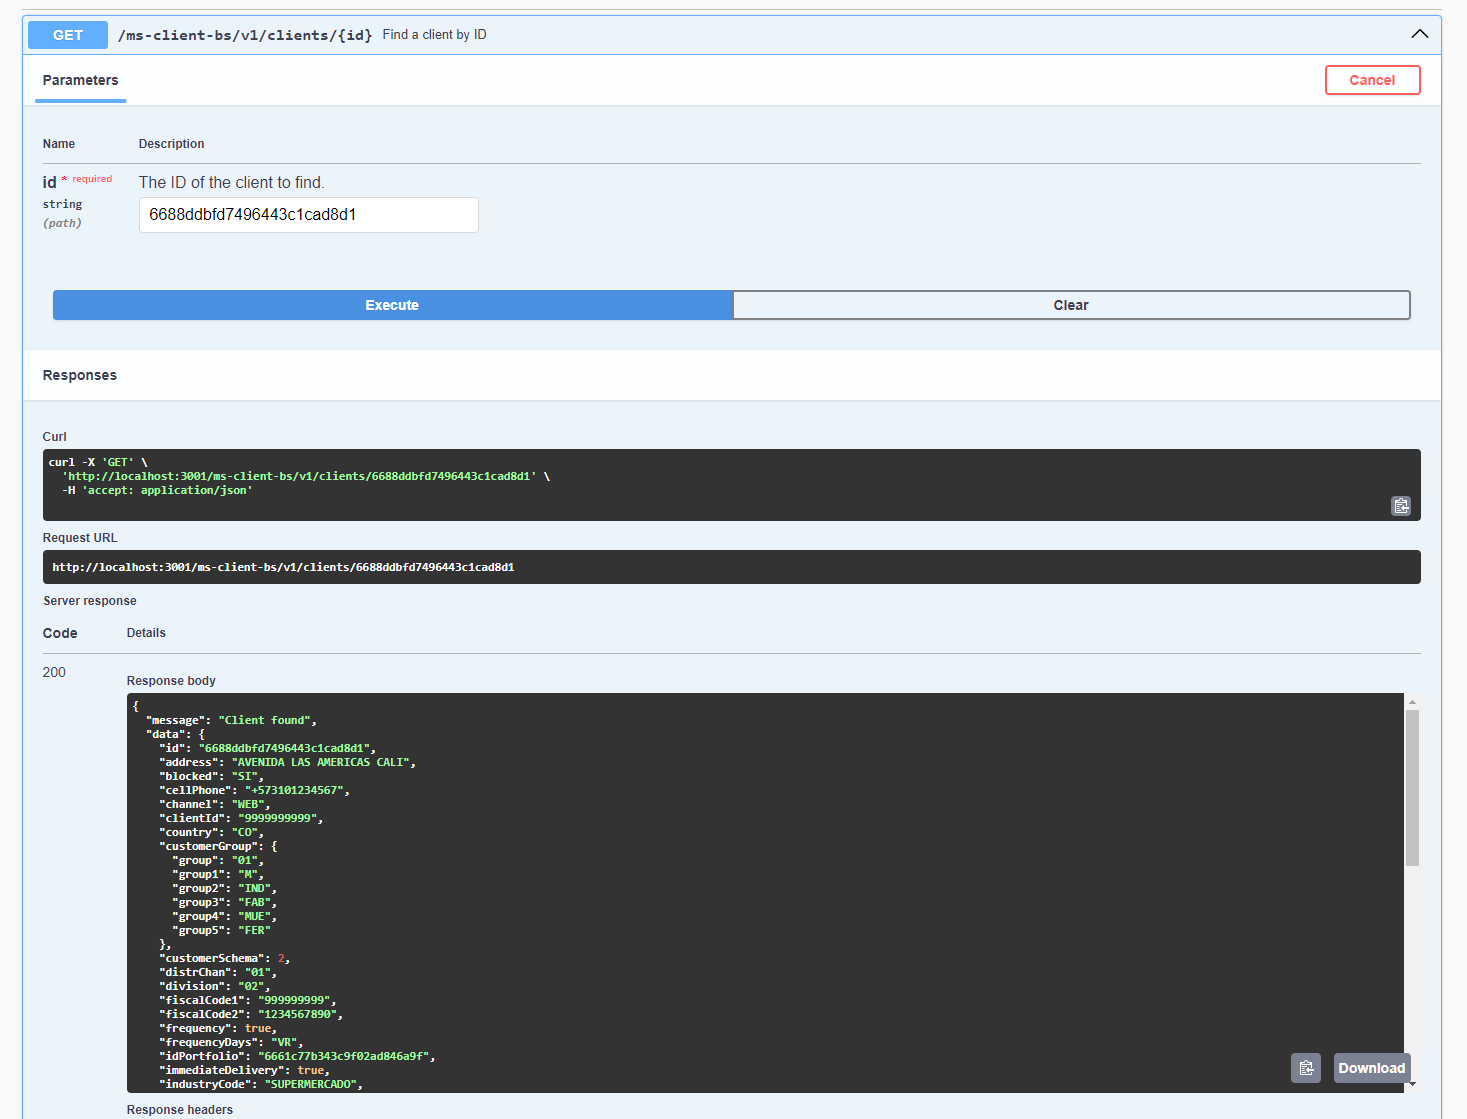 GET /ms-client-bs/v1/clients/{id} Find a client by ID
Parameters
Cancel
Name Description
id * required
string
(path)
The ID of the client to find.
6688ddbfd7496443c1cad8d1
Execute
Clear
Responses
Curl
curl -X 'GET' \
  'http://localhost:3001/ms-client-bs/v1/clients/6688ddbfd7496443c1cad8d1' \
  -H 'accept: application/json'
Request URL
http://localhost:3001/ms-client-bs/v1/clients/6688ddbfd7496443c1cad8d1
Server response
Code Details
200
Response body
{
  "message": "Client found",
  "data": {
    "id": "6688ddbfd7496443c1cad8d1",
    "address": "AVENIDA LAS AMERICAS CALI",
    "blocked": "SI",
    "cellPhone": "+573101234567",
    "channel": "WEB",
    "clientId": "9999999999",
    "country": "CO",
    "customerGroup": {
      "group": "01",
      "group1": "M",
      "group2": "IND",
      "group3": "FAB",
      "group4": "MUE",
      "group5": "FER"
    },
    "customerSchema": 2,
    "distrChan": "01",
    "division": "02",
    "fiscalCode1": "999999999",
    "fiscalCode2": "1234567890",
    "frequency": true,
    "frequencyDays": "VR",
    "idPortfolio": "6661c77b343c9f02ad846a9f",
    "immediateDelivery": true,
    "industryCode": "SUPERMERCADO",
Download
Response headers